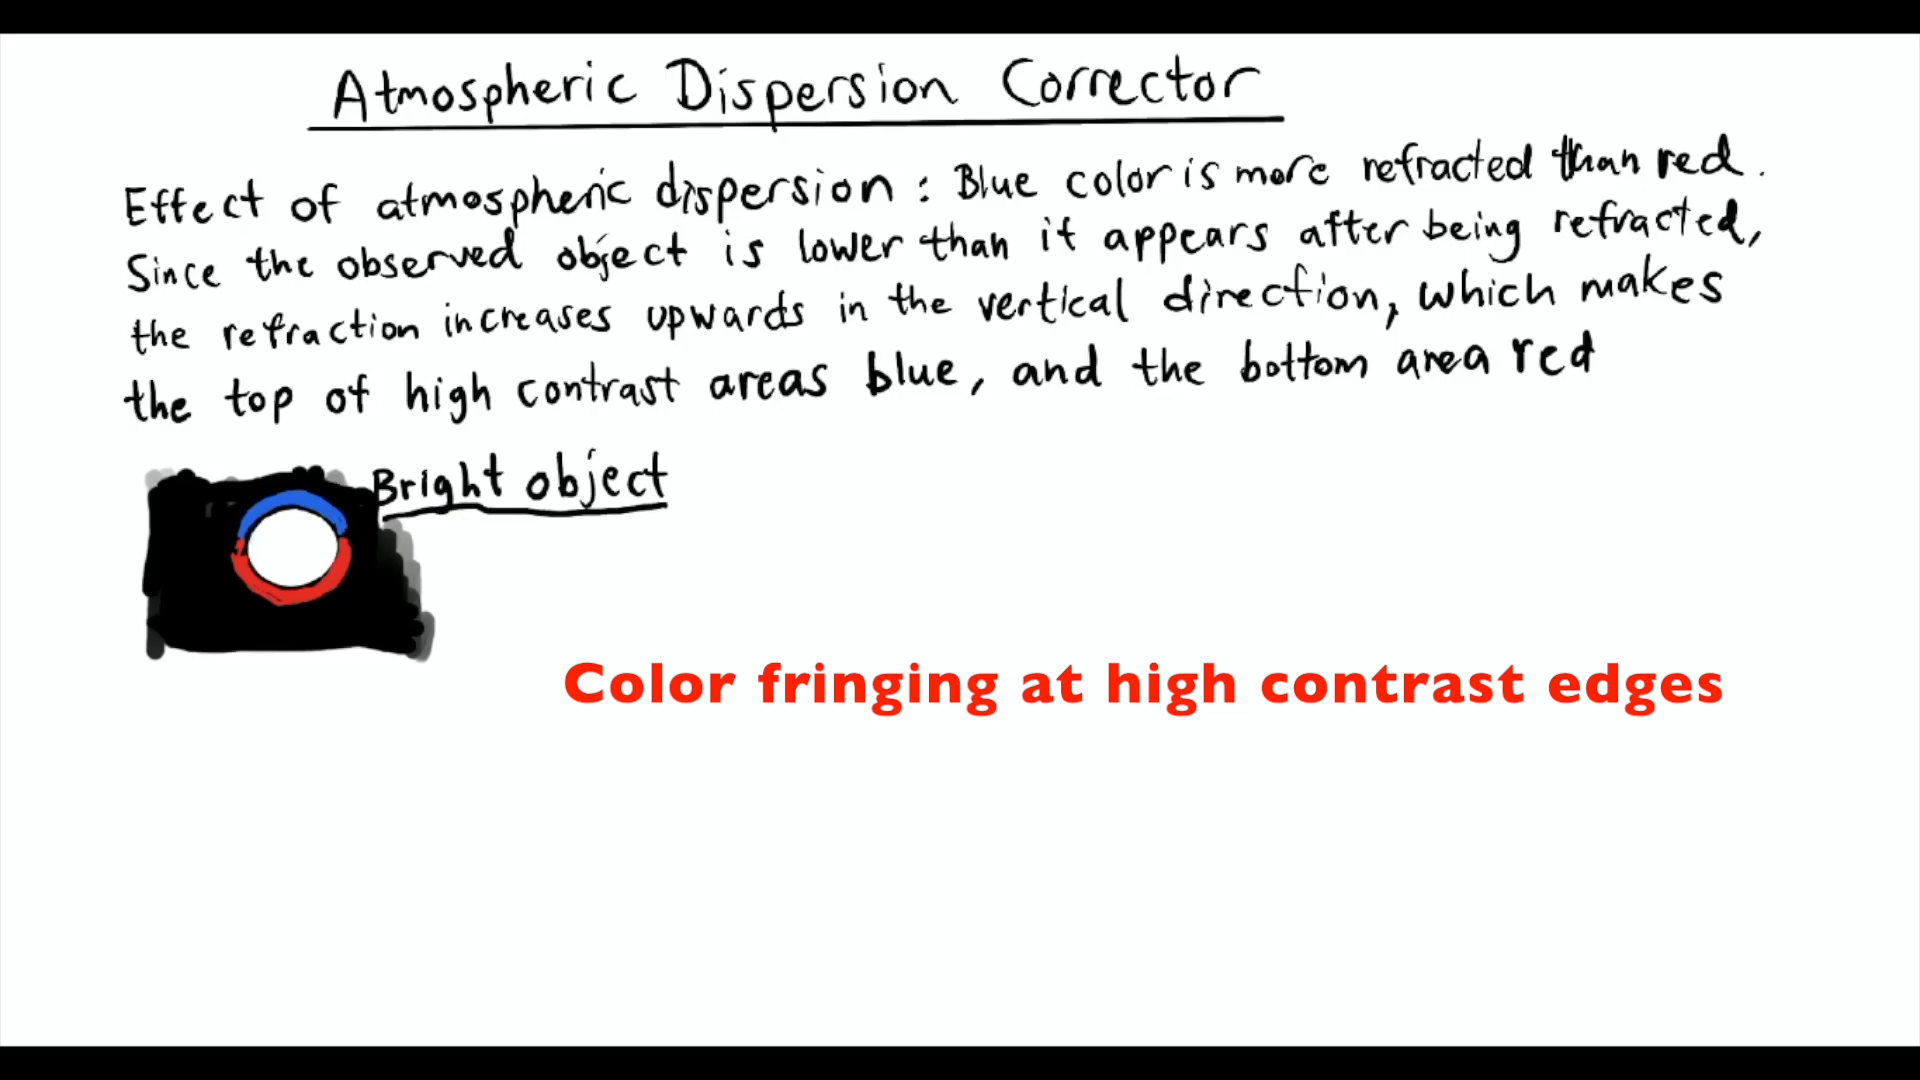 Atmospheric Dispersion Corrector
Effect of atmospheric dispersion : Blue color is more refracted than red.
Since the observed object is lower than it appears after being refracted,
the refraction increases upwards in the vertical direction, which makes
the top of high contrast areas blue, and the bottom area red
Bright object
Color fringing at high contrast edges